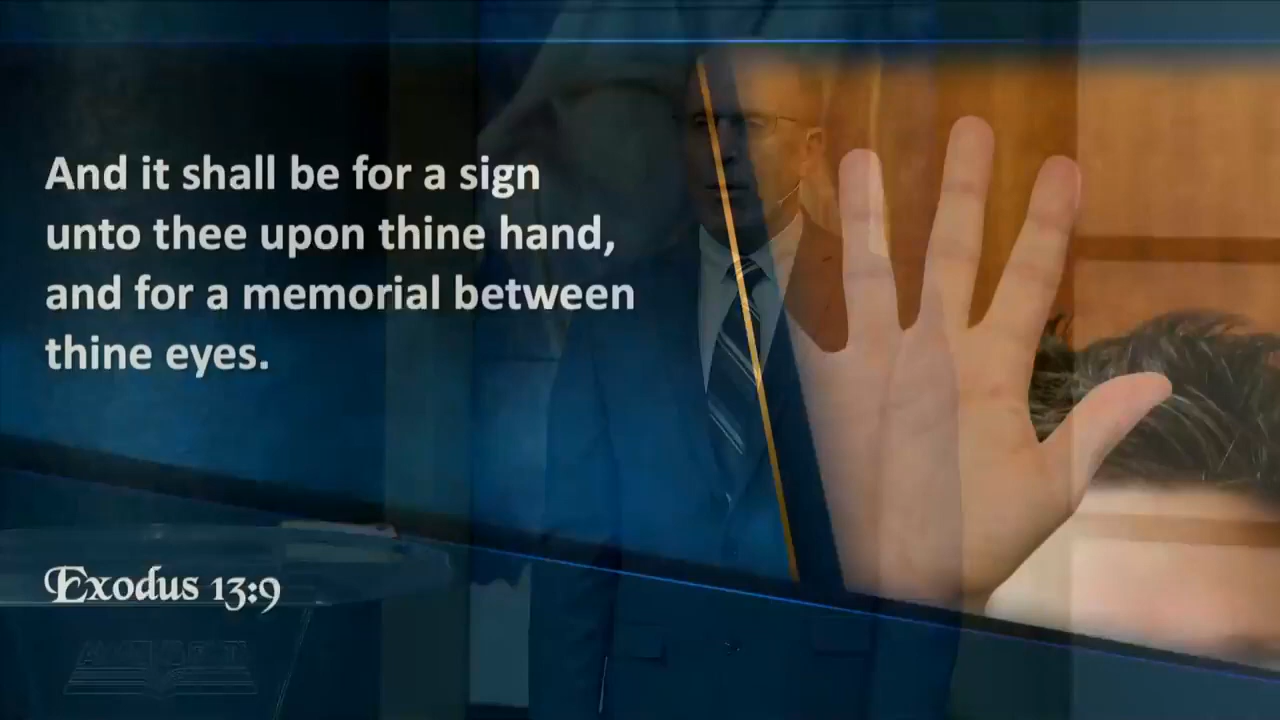 And it shall be for a sign
unto thee upon thine hand,
and for a memorial between
thine eyes.
Exodus 13:9